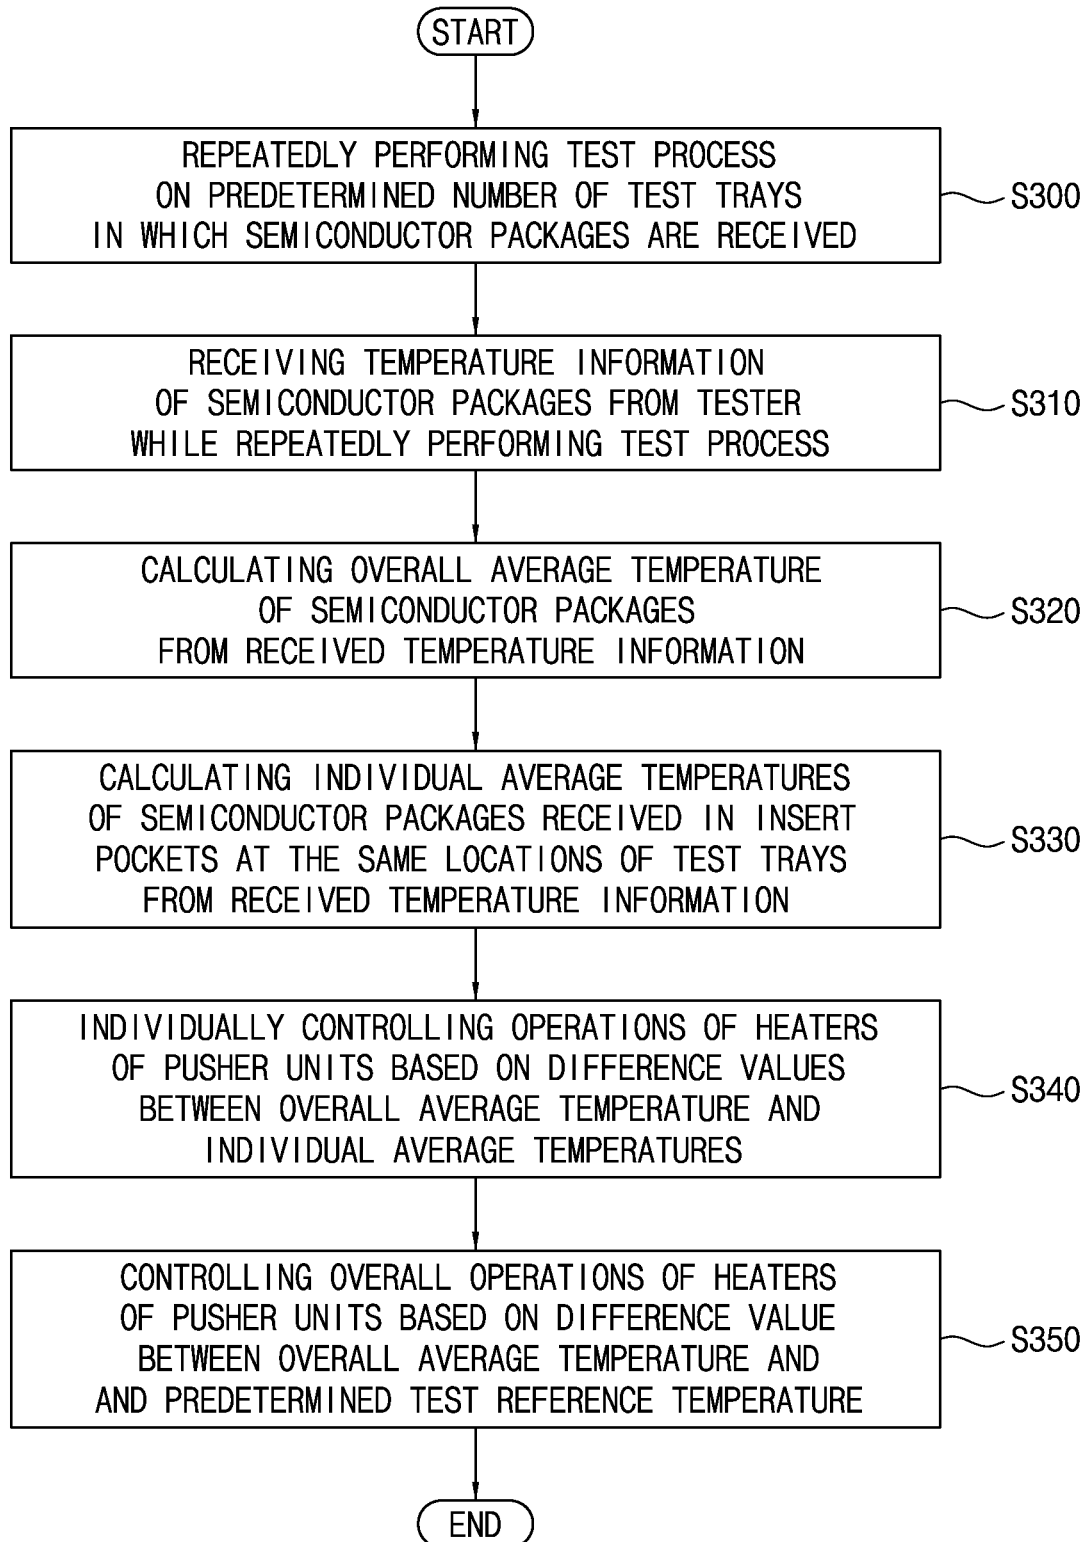 START
REPEATEDLY PERFORMING TEST PROCESS
ON PREDETERMINED NUMBER OF TEST TRAYS
IN WHICH SEMICONDUCTOR PACKAGES ARE RECEIVED
S300
RECEIVING TEMPERATURE INFORMATION
OF SEMICONDUCTOR PACKAGES FROM TESTER
WHILE REPEATEDLY PERFORMING TEST PROCESS
S310
CALCULATING OVERALL AVERAGE TEMPERATURE
OF SEMICONDUCTOR PACKAGES
FROM RECEIVED TEMPERATURE INFORMATION
S320
CALCULATING INDIVIDUAL AVERAGE TEMPERATURES
OF SEMICONDUCTOR PACKAGES RECEIVED IN INSERT
POCKETS AT THE SAME LOCATIONS OF TEST TRAYS
FROM RECEIVED TEMPERATURE INFORMATION
S330
INDIVIDUALLY CONTROLLING OPERATIONS OF HEATERS
OF PUSHER UNITS BASED ON DIFFERENCE VALUES
BETWEEN OVERALL AVERAGE TEMPERATURE AND
INDIVIDUAL AVERAGE TEMPERATURES
S340
CONTROLLING OVERALL OPERATIONS OF HEATERS
OF PUSHER UNITS BASED ON DIFFERENCE VALUE
BETWEEN OVERALL AVERAGE TEMPERATURE AND
AND PREDETERMINED TEST REFERENCE TEMPERATURE
S350
END